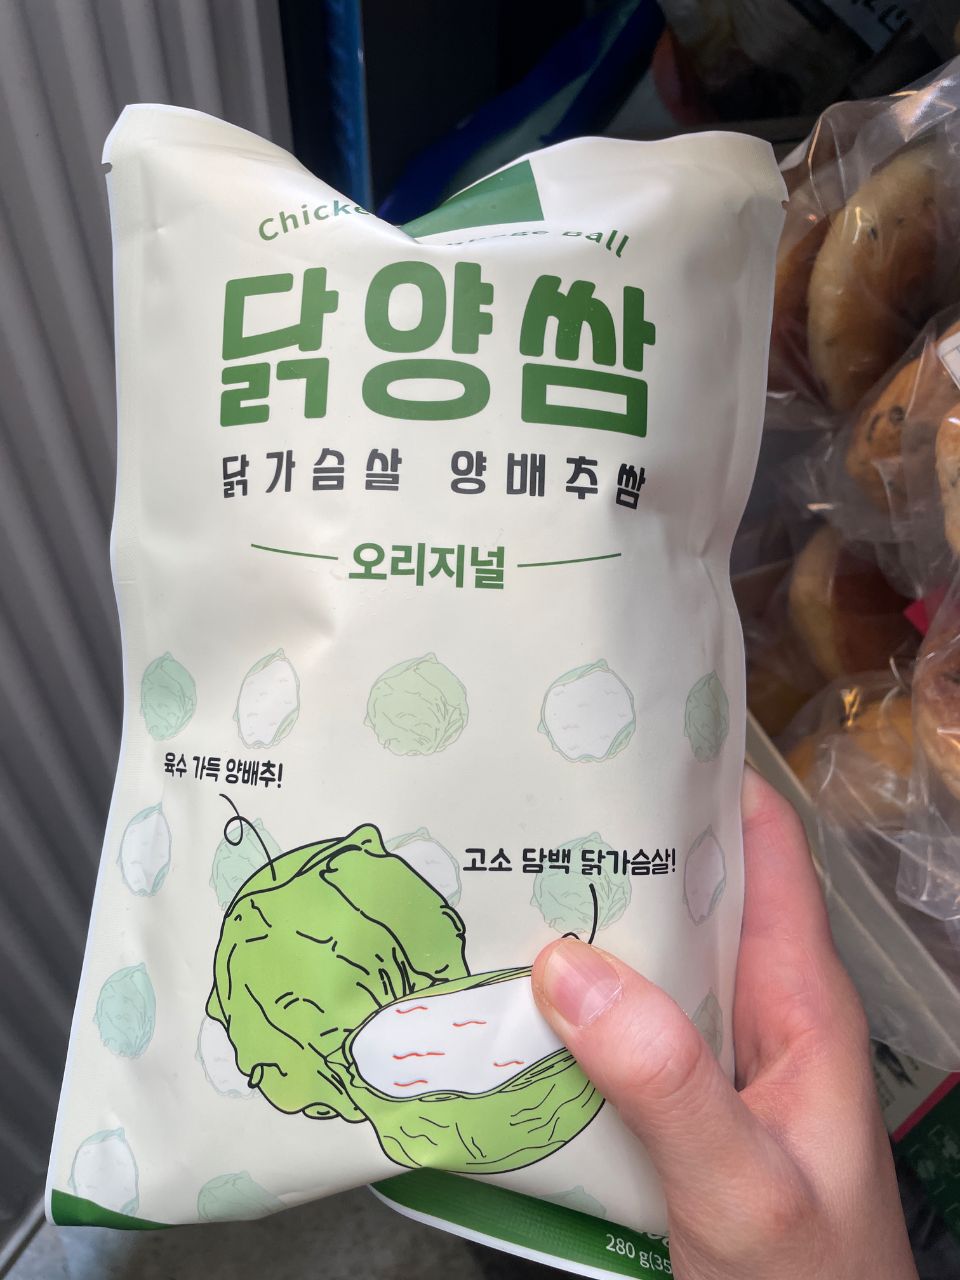 Ball
닭양쌈
닭가슴살 양배추쌈
오리지널
육수 가득 양배추!
고소 담백 닭가슴살!
280 g